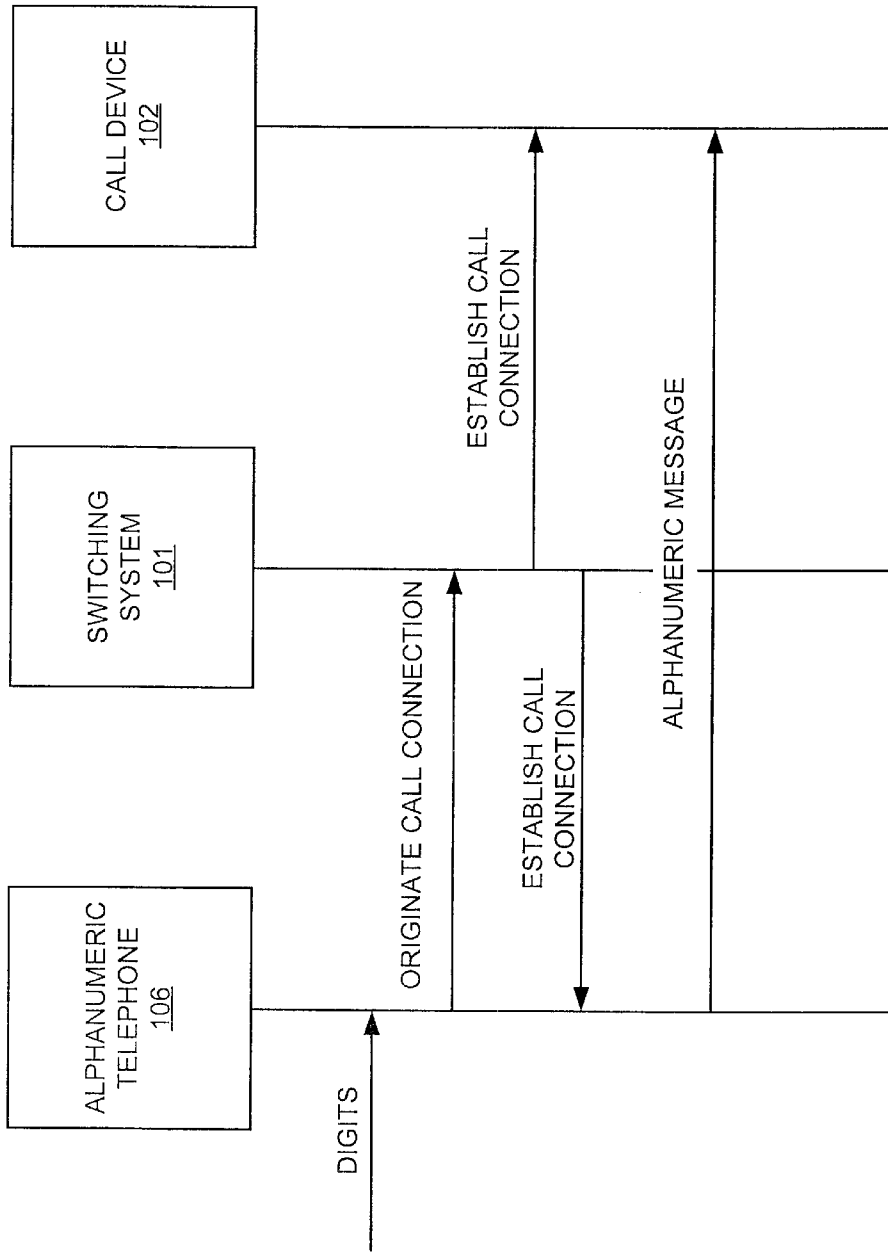 ALPHANUMERIC
TELEPHONE
106
SWITCHING
SYSTEM
101
CALL DEVICE
102
DIGITS
ORIGINATE CALL CONNECTION
ESTABLISH CALL
CONNECTION
ESTABLISH CALL
CONNECTION
ALPHANUMERIC MESSAGE